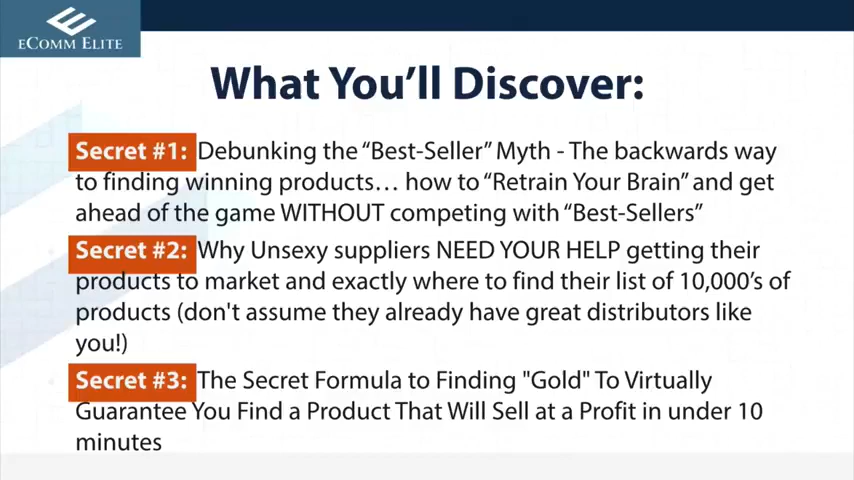 eComm Elite
What You’ll Discover:
Secret #1: Debunking the “Best-Seller” Myth - The backwards way
to finding winning products… how to “Retrain Your Brain” and get
ahead of the game WITHOUT competing with “Best-Sellers”
Secret #2: Why Unsexy suppliers NEED YOUR HELP getting their
products to market and exactly where to find their list of 10,000’s of
products (don't assume they already have great distributors like
you!)
Secret #3: The Secret Formula to Finding "Gold" To Virtually
Guarantee You Find a Product That Will Sell at a Profit in under 10
minutes